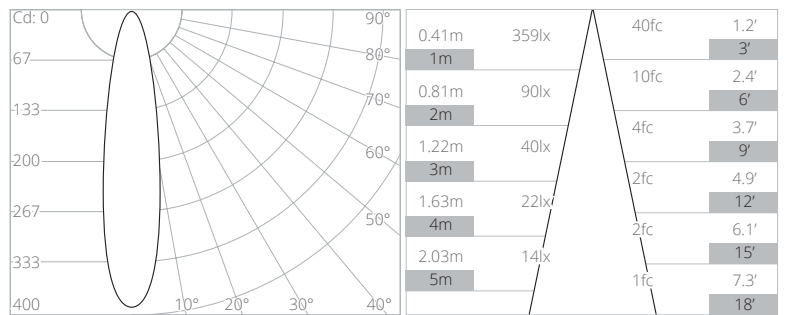 Cd: 0
67
133
200
267
333
400
90°
80°
70°
60°
50°
10°
20°
30°
40°
0.41m 359lx
1m
0.81m 90lx
2m
1.22m 40lx
3m
1.63m 22lx
4m
2.03m 14lx
5m
40fc 1.2′
3′
10fc 2.4′
6′
4fc 3.7′
9′
2fc 4.9′
12′
2fc 6.1′
15′
1fc 7.3′
18′